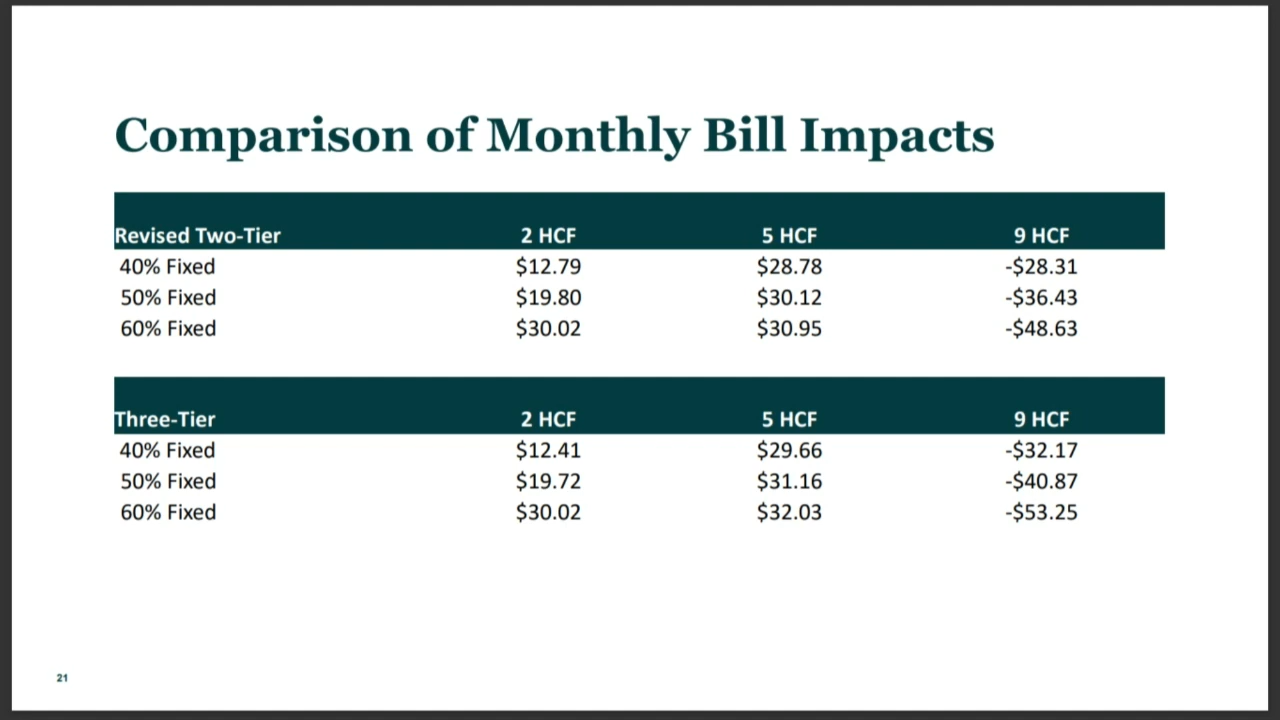 Comparison of Monthly Bill Impacts
Revised Two-Tier 2 HCF 5 HCF 9 HCF
40% Fixed $12.79 $28.78 -$28.31
50% Fixed $19.80 $30.12 -$36.43
60% Fixed $30.02 $30.95 -$48.63
Three-Tier 2 HCF 5 HCF 9 HCF
40% Fixed $12.41 $29.66 -$32.17
50% Fixed $19.72 $31.16 -$40.87
60% Fixed $30.02 $32.03 -$53.25
21